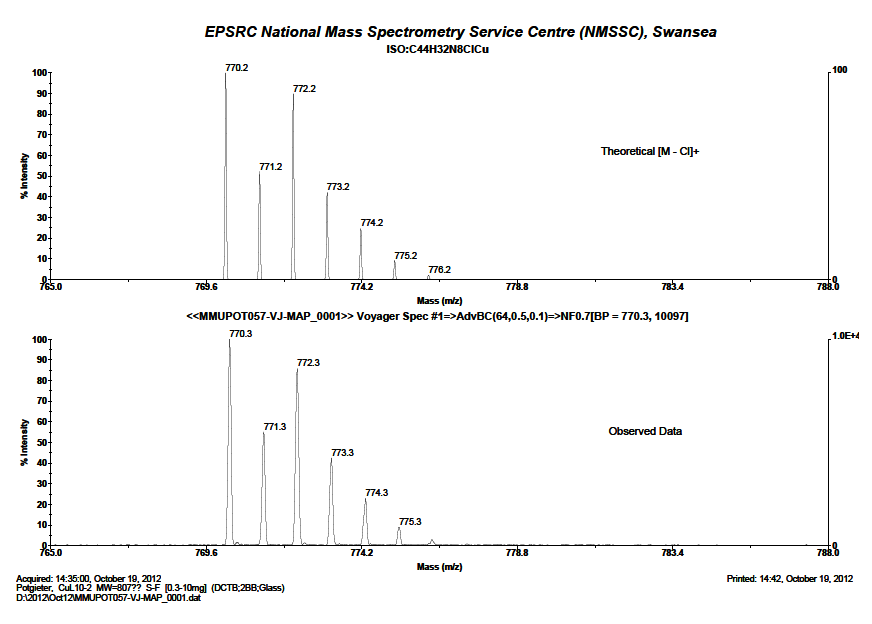 EPSRC National Mass Spectrometry Service Centre (NMSSC), Swansea
ISO:C44H32N8ClCu
100
90
80
70
60
50
40
30
20
10
0
% Intensity
770.2
771.2
772.2
773.2
774.2
775.2
776.2
Theoretical [M - Cl]+
100
0
765.0 769.6 774.2 778.8 783.4 788.0
Mass (m/z)
<<MMUPOT057-VJ-MAP_0001>> Voyager Spec #1=>AdvBC(64,0.5,0.1)=>NF0.7[BP = 770.3, 10097]
100
90
80
70
60
50
40
30
20
10
0
% Intensity
770.3
771.3
772.3
773.3
774.3
775.3
Observed Data
1.0E+4
0
765.0 769.6 774.2 778.8 783.4 788.0
Mass (m/z)
Acquired: 14:35:00, October 19, 2012
Printed: 14:42, October 19, 2012
Potgieter, CuL10-2 MW=807?? S-F [0.3-10mg] (DCTB;2BB;Glass)
D:\2012\Oct12\MMUPOT057-VJ-MAP_0001.dat